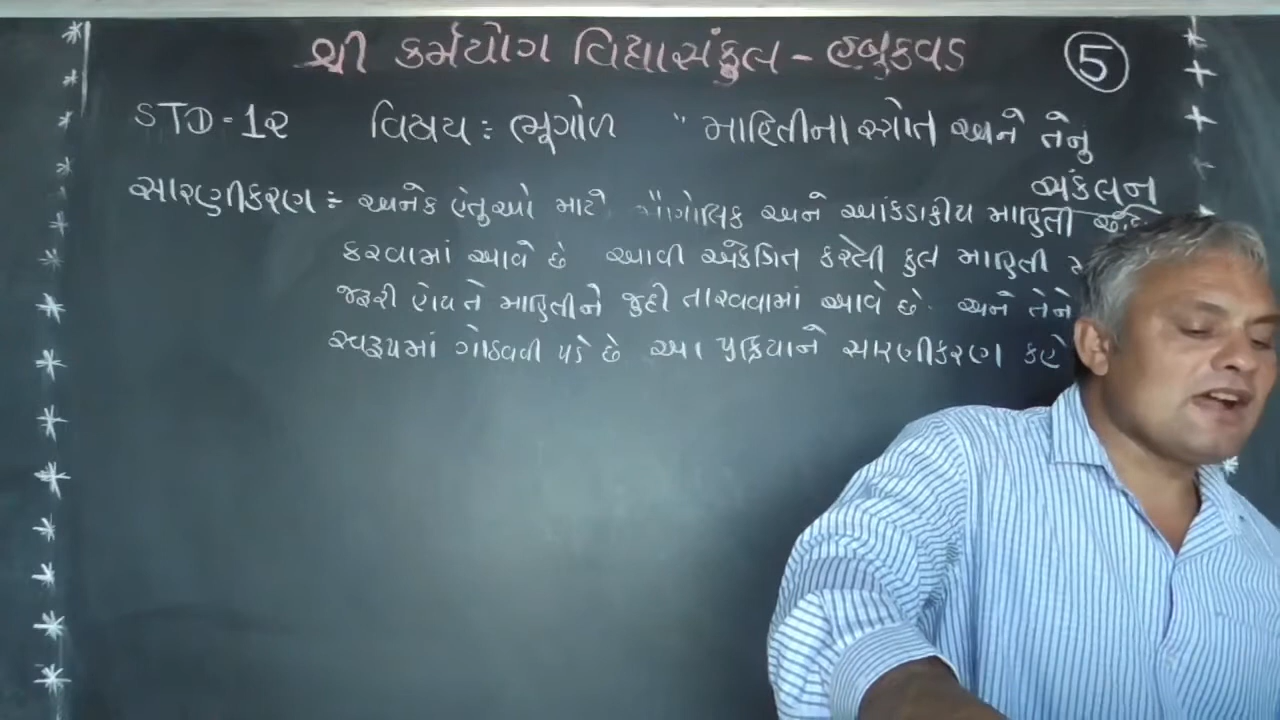 શ્રી કર્મયોગ વિદ્યાસંકુલ - હબુકવડ
5
STD - 12 વિષય : ભૂગોળ " માહિતીના સ્ત્રોત અને તેનું
અંકલન
સારણીકરણ :- અનેક હેતુઓ માટે ભૌગોલિક અને આંકડાકીય માહિતી
કરવામાં આવે છે આવી એકત્રિત કરેલી કુલ માહિતી
જરૂરી હોય તે માહિતીને જુદી તારવવામાં આવે છે. અને તેને
સ્વરૂપમાં ગોઠવવી પડે છે આ પ્રક્રિયાને સારણીકરણ કહે